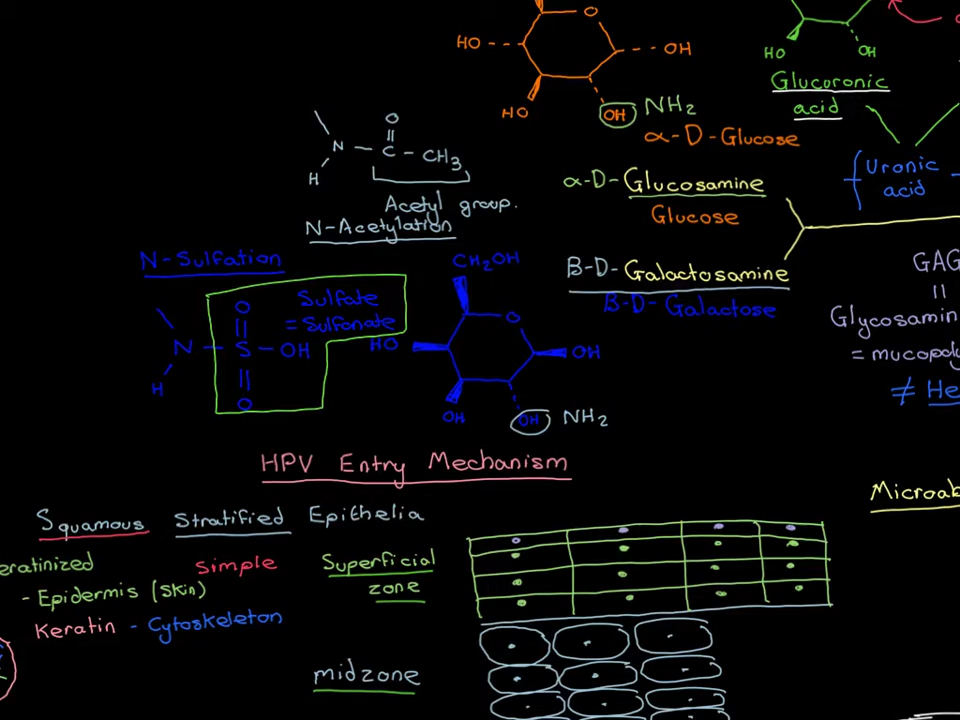 O
HO
OH
HO
OH
NH₂
α-D-Glucose
HO
OH
Glucuronic
acid
Uronic
acid
O
N - C - CH₃
H
Acetyl group.
N-Acetylation
α-D-Glucosamine
Glucose
β-D-Galactosamine
β-D-Galactose
N-Sulfation
O
Sulfate
= Sulfonate
N - S - OH
H
O
CH₂OH
O
HO
OH
OH
OH
NH₂
GAG
Glycosamin
= mucopoly
≠ He
HPV Entry Mechanism
Microab
Squamous Stratified Epithelia
eratinized
simple
Superficial
zone
- Epidermis (skin)
Keratin - Cytoskeleton
midzone